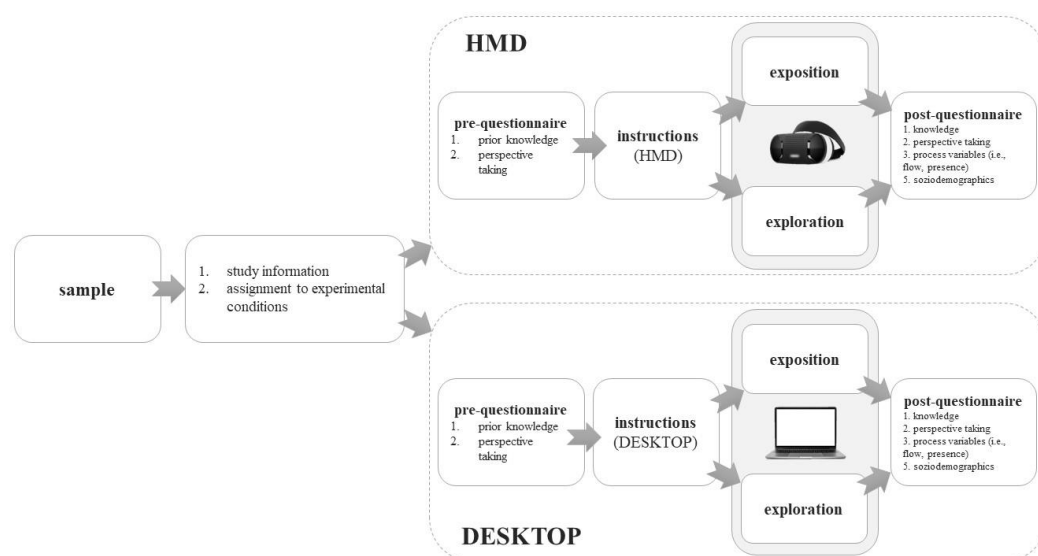 HMD
exposition
pre-questionnaire
1. prior knowledge
2. perspective
taking
instructions
(HMD)
post-questionnaire
1. knowledge
2. perspective taking
3. process variables (i.e.,
flow, presence)
5. soziodemographics
exploration
sample
1. study information
2. assignment to experimental
conditions
exposition
pre-questionnaire
1. prior knowledge
2. perspective
taking
instructions
(DESKTOP)
post-questionnaire
1. knowledge
2. perspective taking
3. process variables (i.e.,
flow, presence)
5. soziodemographics
exploration
DESKTOP